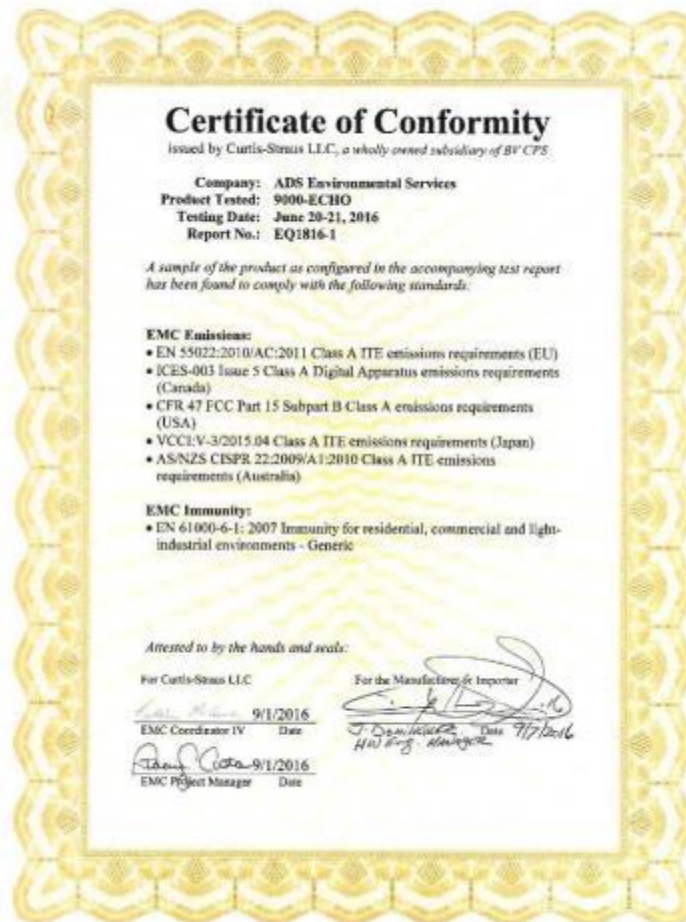 Certificate of Conformity
issued by Curtis-Straus LLC, a wholly owned subsidiary of BV CPS
Company: ADS Environmental Services
Product Tested: 9000-ECHO
Testing Date: June 20-21, 2016
Report No.: EQ1816-1
A sample of the product as configured in the accompanying test report
has been found to comply with the following standards:
EMC Emissions:
• EN 55022:2010/AC:2011 Class A ITE emissions requirements (EU)
• ICES-003 Issue 5 Class A Digital Apparatus emissions requirements
(Canada)
• CFR 47 FCC Part 15 Subpart B Class A emissions requirements
(USA)
• VCCI:V-3/2015.04 Class A ITE emissions requirements (Japan)
• AS/NZS CISPR 22:2009/A1:2010 Class A ITE emissions
requirements (Australia)
EMC Immunity:
• EN 61000-6-1: 2007 Immunity for residential, commercial and light-
industrial environments - Generic
Attested to by the hands and seals:
For Curtis-Straus LLC
9/1/2016
EMC Coordinator IV Date
9/1/2016
EMC Project Manager Date
For the Manufacturer & Importer
Date 9/7/2016
HW Eng. Manager